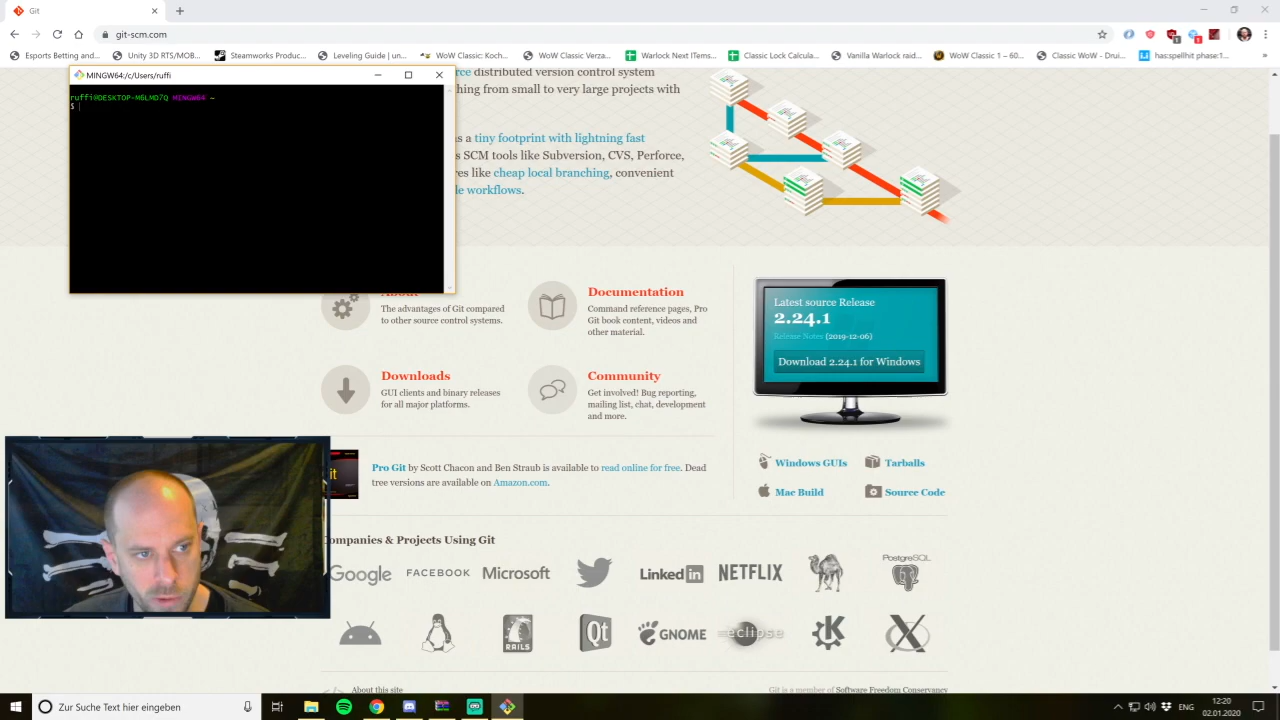 Git
git-scm.com
Esports Betting and...
Unity 3D RTS/MOB...
Steamworks Produc...
Leveling Guide | un...
WoW Classic: Koch...
WoW Classic Verza...
Warlock Next ITems...
Classic Lock Calcula...
Vanilla Warlock raid...
WoW Classic 1 – 60...
Classic WoW - Drui...
has:spellhit phase:1...
»
MINGW64:/c/Users/ruffi
ruffi@DESKTOP-M6LMD7Q MINGW64 ~
$
distributed version control system
hing from small to very large projects with
s a tiny footprint with lightning fast
s SCM tools like Subversion, CVS, Perforce,
res like cheap local branching, convenient
le workflows.
About
The advantages of Git compared
to other source control systems.
Documentation
Command reference pages, Pro
Git book content, videos and
other material.
Downloads
GUI clients and binary releases
for all major platforms.
Community
Get involved! Bug reporting,
mailing list, chat, development
and more.
Latest source Release
2.24.1
Release Notes (2019-12-06)
Download 2.24.1 for Windows
Windows GUIs
Tarballs
Mac Build
Source Code
Pro Git by Scott Chacon and Ben Straub is available to read online for free. Dead
tree versions are available on Amazon.com.
ompanies & Projects Using Git
Google
FACEBOOK
Microsoft
LinkedIn
NETFLIX
PostgreSQL
RAILS
Qt
GNOME
eclipse
K
X
About this site
Git is a member of Software Freedom Conservancy
Zur Suche Text hier eingeben
ENG
12:20
02.01.2020